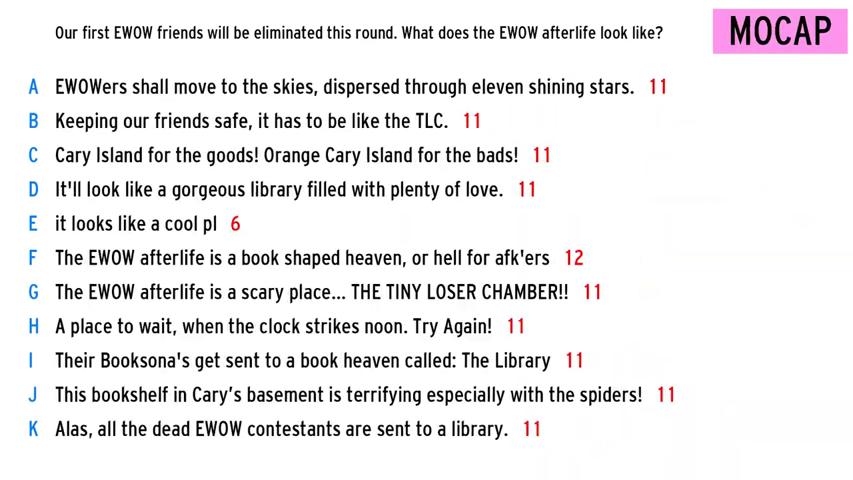 Our first EWOW friends will be eliminated this round. What does the EWOW afterlife look like?
MOCAP
A EWOWers shall move to the skies, dispersed through eleven shining stars. 11
B Keeping our friends safe, it has to be like the TLC. 11
C Cary Island for the goods! Orange Cary Island for the bads! 11
D It'll look like a gorgeous library filled with plenty of love. 11
E it looks like a cool pl 6
F The EWOW afterlife is a book shaped heaven, or hell for afk'ers 12
G The EWOW afterlife is a scary place... THE TINY LOSER CHAMBER!! 11
H A place to wait, when the clock strikes noon. Try Again! 11
I Their Booksona's get sent to a book heaven called: The Library 11
J This bookshelf in Cary’s basement is terrifying especially with the spiders! 11
K Alas, all the dead EWOW contestants are sent to a library. 11